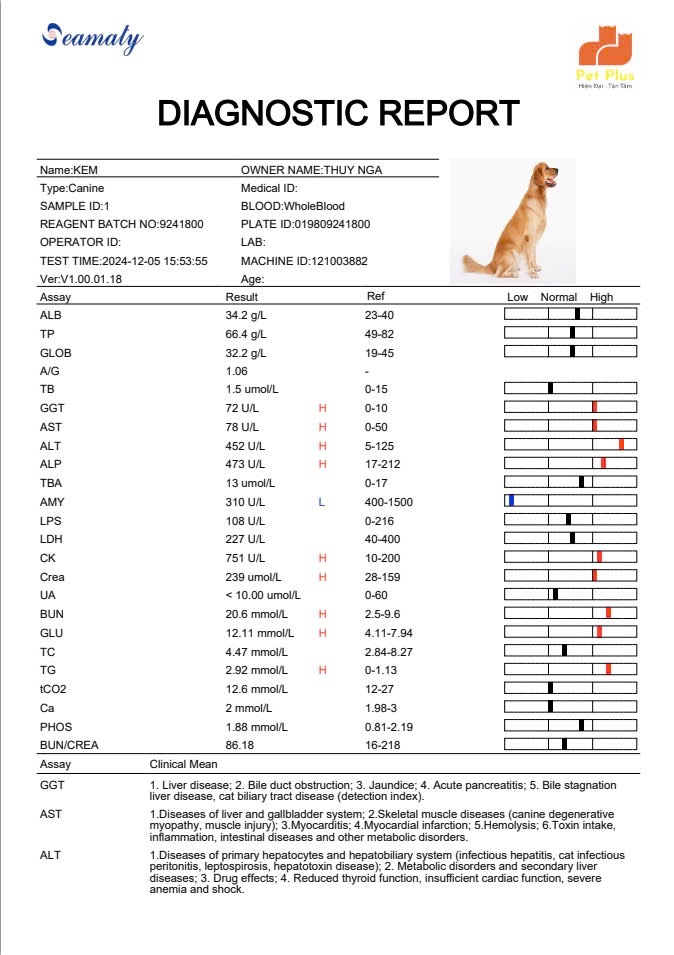 Seamaty
Pet Plus
Hiện Đại - Tận Tâm
DIAGNOSTIC REPORT
Name:KEM OWNER NAME:THUY NGA
Type:Canine Medical ID:
SAMPLE ID:1 BLOOD:WholeBlood
REAGENT BATCH NO:9241800 PLATE ID:019809241800
OPERATOR ID: LAB:
TEST TIME:2024-12-05 15:53:55 MACHINE ID:121003882
Ver:V1.00.01.18 Age:
Assay Result Ref Low Normal High
ALB 34.2 g/L 23-40
TP 66.4 g/L 49-82
GLOB 32.2 g/L 19-45
A/G 1.06 -
TB 1.5 umol/L 0-15
GGT 72 U/L H 0-10
AST 78 U/L H 0-50
ALT 452 U/L H 5-125
ALP 473 U/L H 17-212
TBA 13 umol/L 0-17
AMY 310 U/L L 400-1500
LPS 108 U/L 0-216
LDH 227 U/L 40-400
CK 751 U/L H 10-200
Crea 239 umol/L H 28-159
UA < 10.00 umol/L 0-60
BUN 20.6 mmol/L H 2.5-9.6
GLU 12.11 mmol/L H 4.11-7.94
TC 4.47 mmol/L 2.84-8.27
TG 2.92 mmol/L H 0-1.13
tCO2 12.6 mmol/L 12-27
Ca 2 mmol/L 1.98-3
PHOS 1.88 mmol/L 0.81-2.19
BUN/CREA 86.18 16-218
Assay Clinical Mean
GGT 1. Liver disease; 2. Bile duct obstruction; 3. Jaundice; 4. Acute pancreatitis; 5. Bile stagnation
liver disease, cat biliary tract disease (detection index).
AST 1.Diseases of liver and gallbladder system; 2.Skeletal muscle diseases (canine degenerative
myopathy, muscle injury); 3.Myocarditis; 4.Myocardial infarction; 5.Hemolysis; 6.Toxin intake,
inflammation, intestinal diseases and other metabolic disorders.
ALT 1.Diseases of primary hepatocytes and hepatobiliary system (infectious hepatitis, cat infectious
peritonitis, leptospirosis, hepatotoxin disease); 2. Metabolic disorders and secondary liver
diseases; 3. Drug effects; 4. Reduced thyroid function, insufficient cardiac function, severe
anemia and shock.